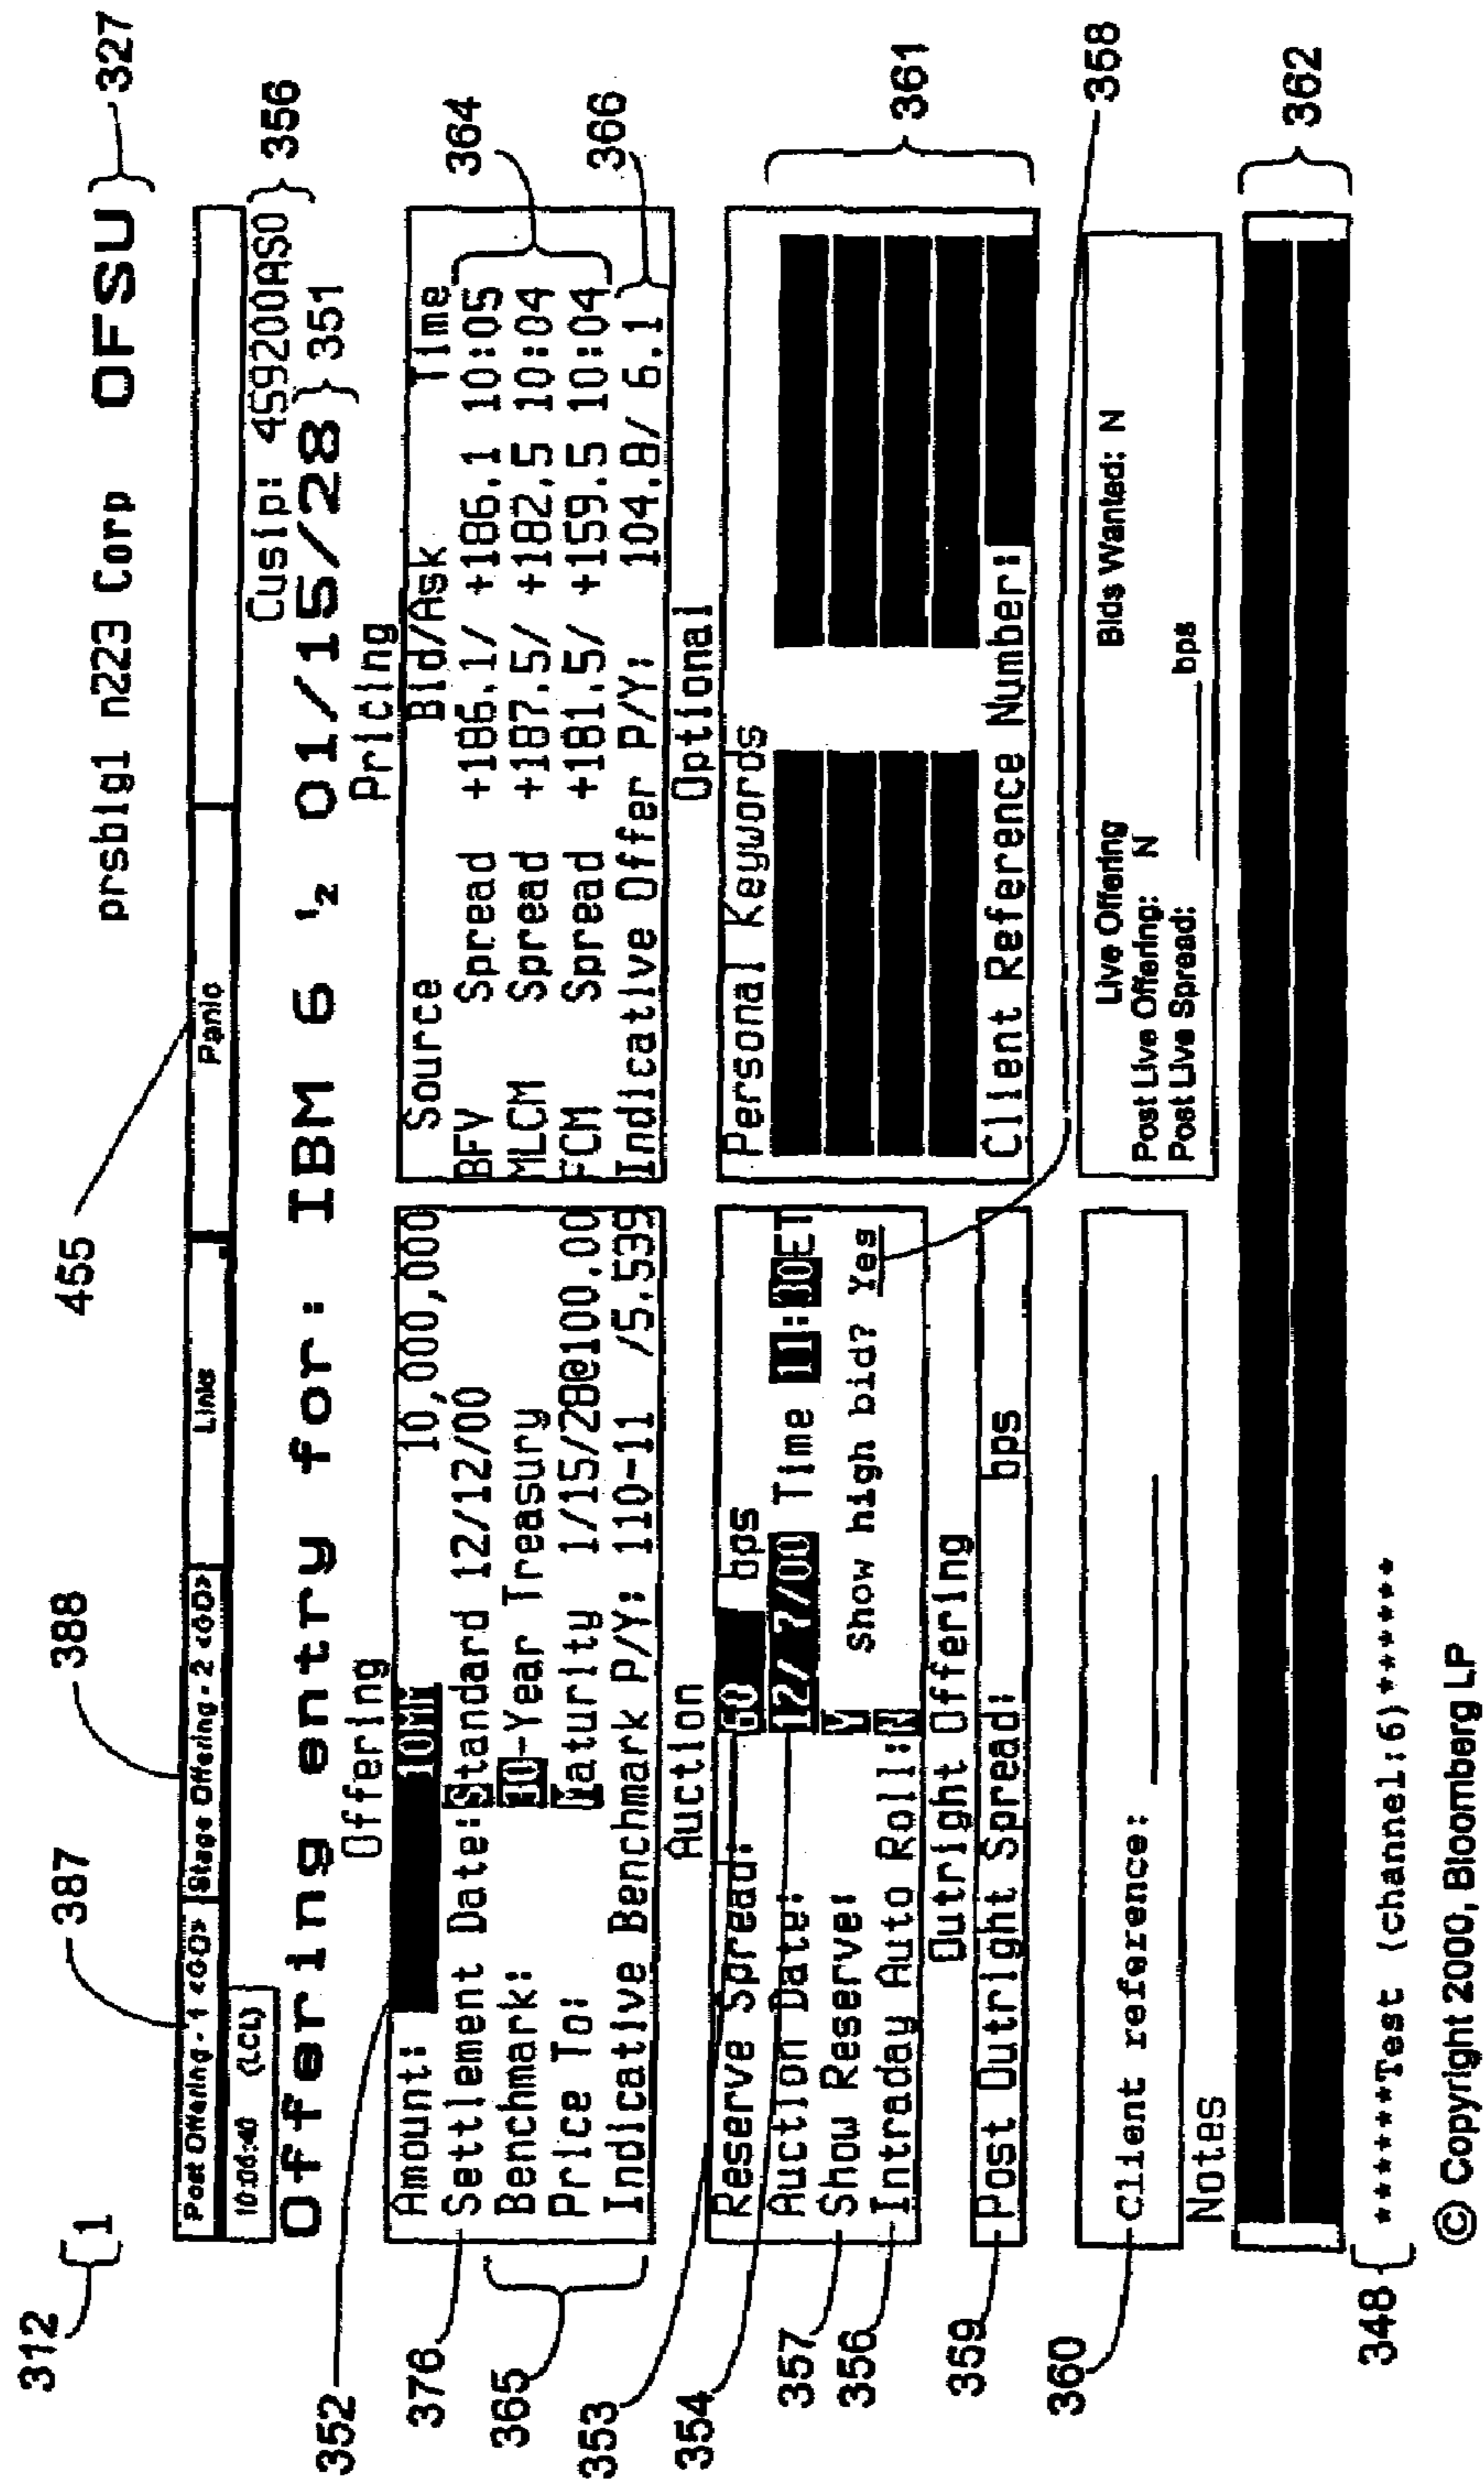 312 1 prsbig1 n223 Corp OFSU 327
387 388 455
Post Offering - 1 <GO> Stage Offering - 2 <GO> Links Panic
10:06:40 (LCL) Cusip: 459200AS0 356
Offering entry for: IBM 6 ½ 01/15/28 351
Offering
352 Amount: 10MM 10,000,000
376 Settlement Date: Standard 12/12/00
365 Benchmark: 30-Year Treasury
Price To: Maturity 1/15/28@100.00
Indicative Benchmark P/Y: 110-11 /5.539
Pricing
Source Bid/Ask Time
BFV Spread +186.1/ +186.1 10:05 364
MLCM Spread +187.5/ +182.5 10:04
FCM Spread +181.5/ +159.5 10:04
Indicative Offer P/Y: 104.8/ 6.1 366
Auction
353 Reserve Spread: 60 bps
354 Auction Date: 12/ 7/00 Time 11:30ET
357 Show Reserve: Y Show high bid? Yes 358
356 Intraday Auto Roll: N
Outright Offering
359 Post Outright Spread: bps
Optional
Personal Keywords 361
Client Reference Number:
360 Client reference:
Live Offering Bids Wanted: N
Post Live Offering: N
Post Live Spread: bps
Notes
362
348 ******Test (channel:6)******
© Copyright 2000, Bloomberg LP